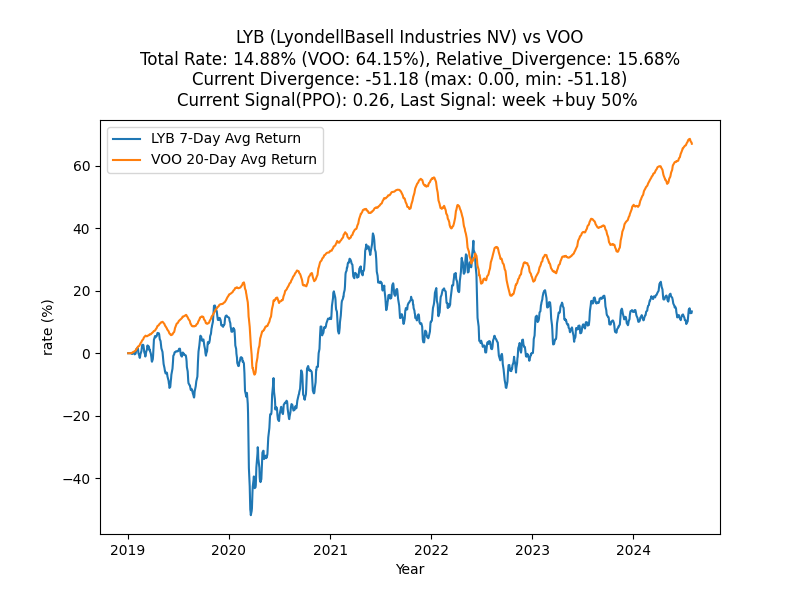 LYB (LyondellBasell Industries NV) vs VOO
Total Rate: 14.88% (VOO: 64.15%), Relative_Divergence: 15.68%
Current Divergence: -51.18 (max: 0.00, min: -51.18)
Current Signal(PPO): 0.26, Last Signal: week +buy 50%
LYB 7-Day Avg Return
VOO 20-Day Avg Return
60
40
20
0
−20
−40
rate (%)
2019
2020
2021
2022
2023
2024
Year